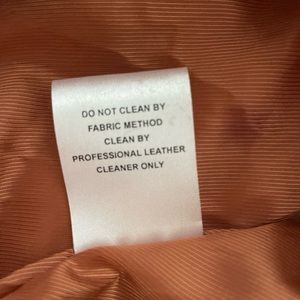 DO NOT CLEAN BY
FABRIC METHOD
CLEAN BY
PROFESSIONAL LEATHER
CLEANER ONLY